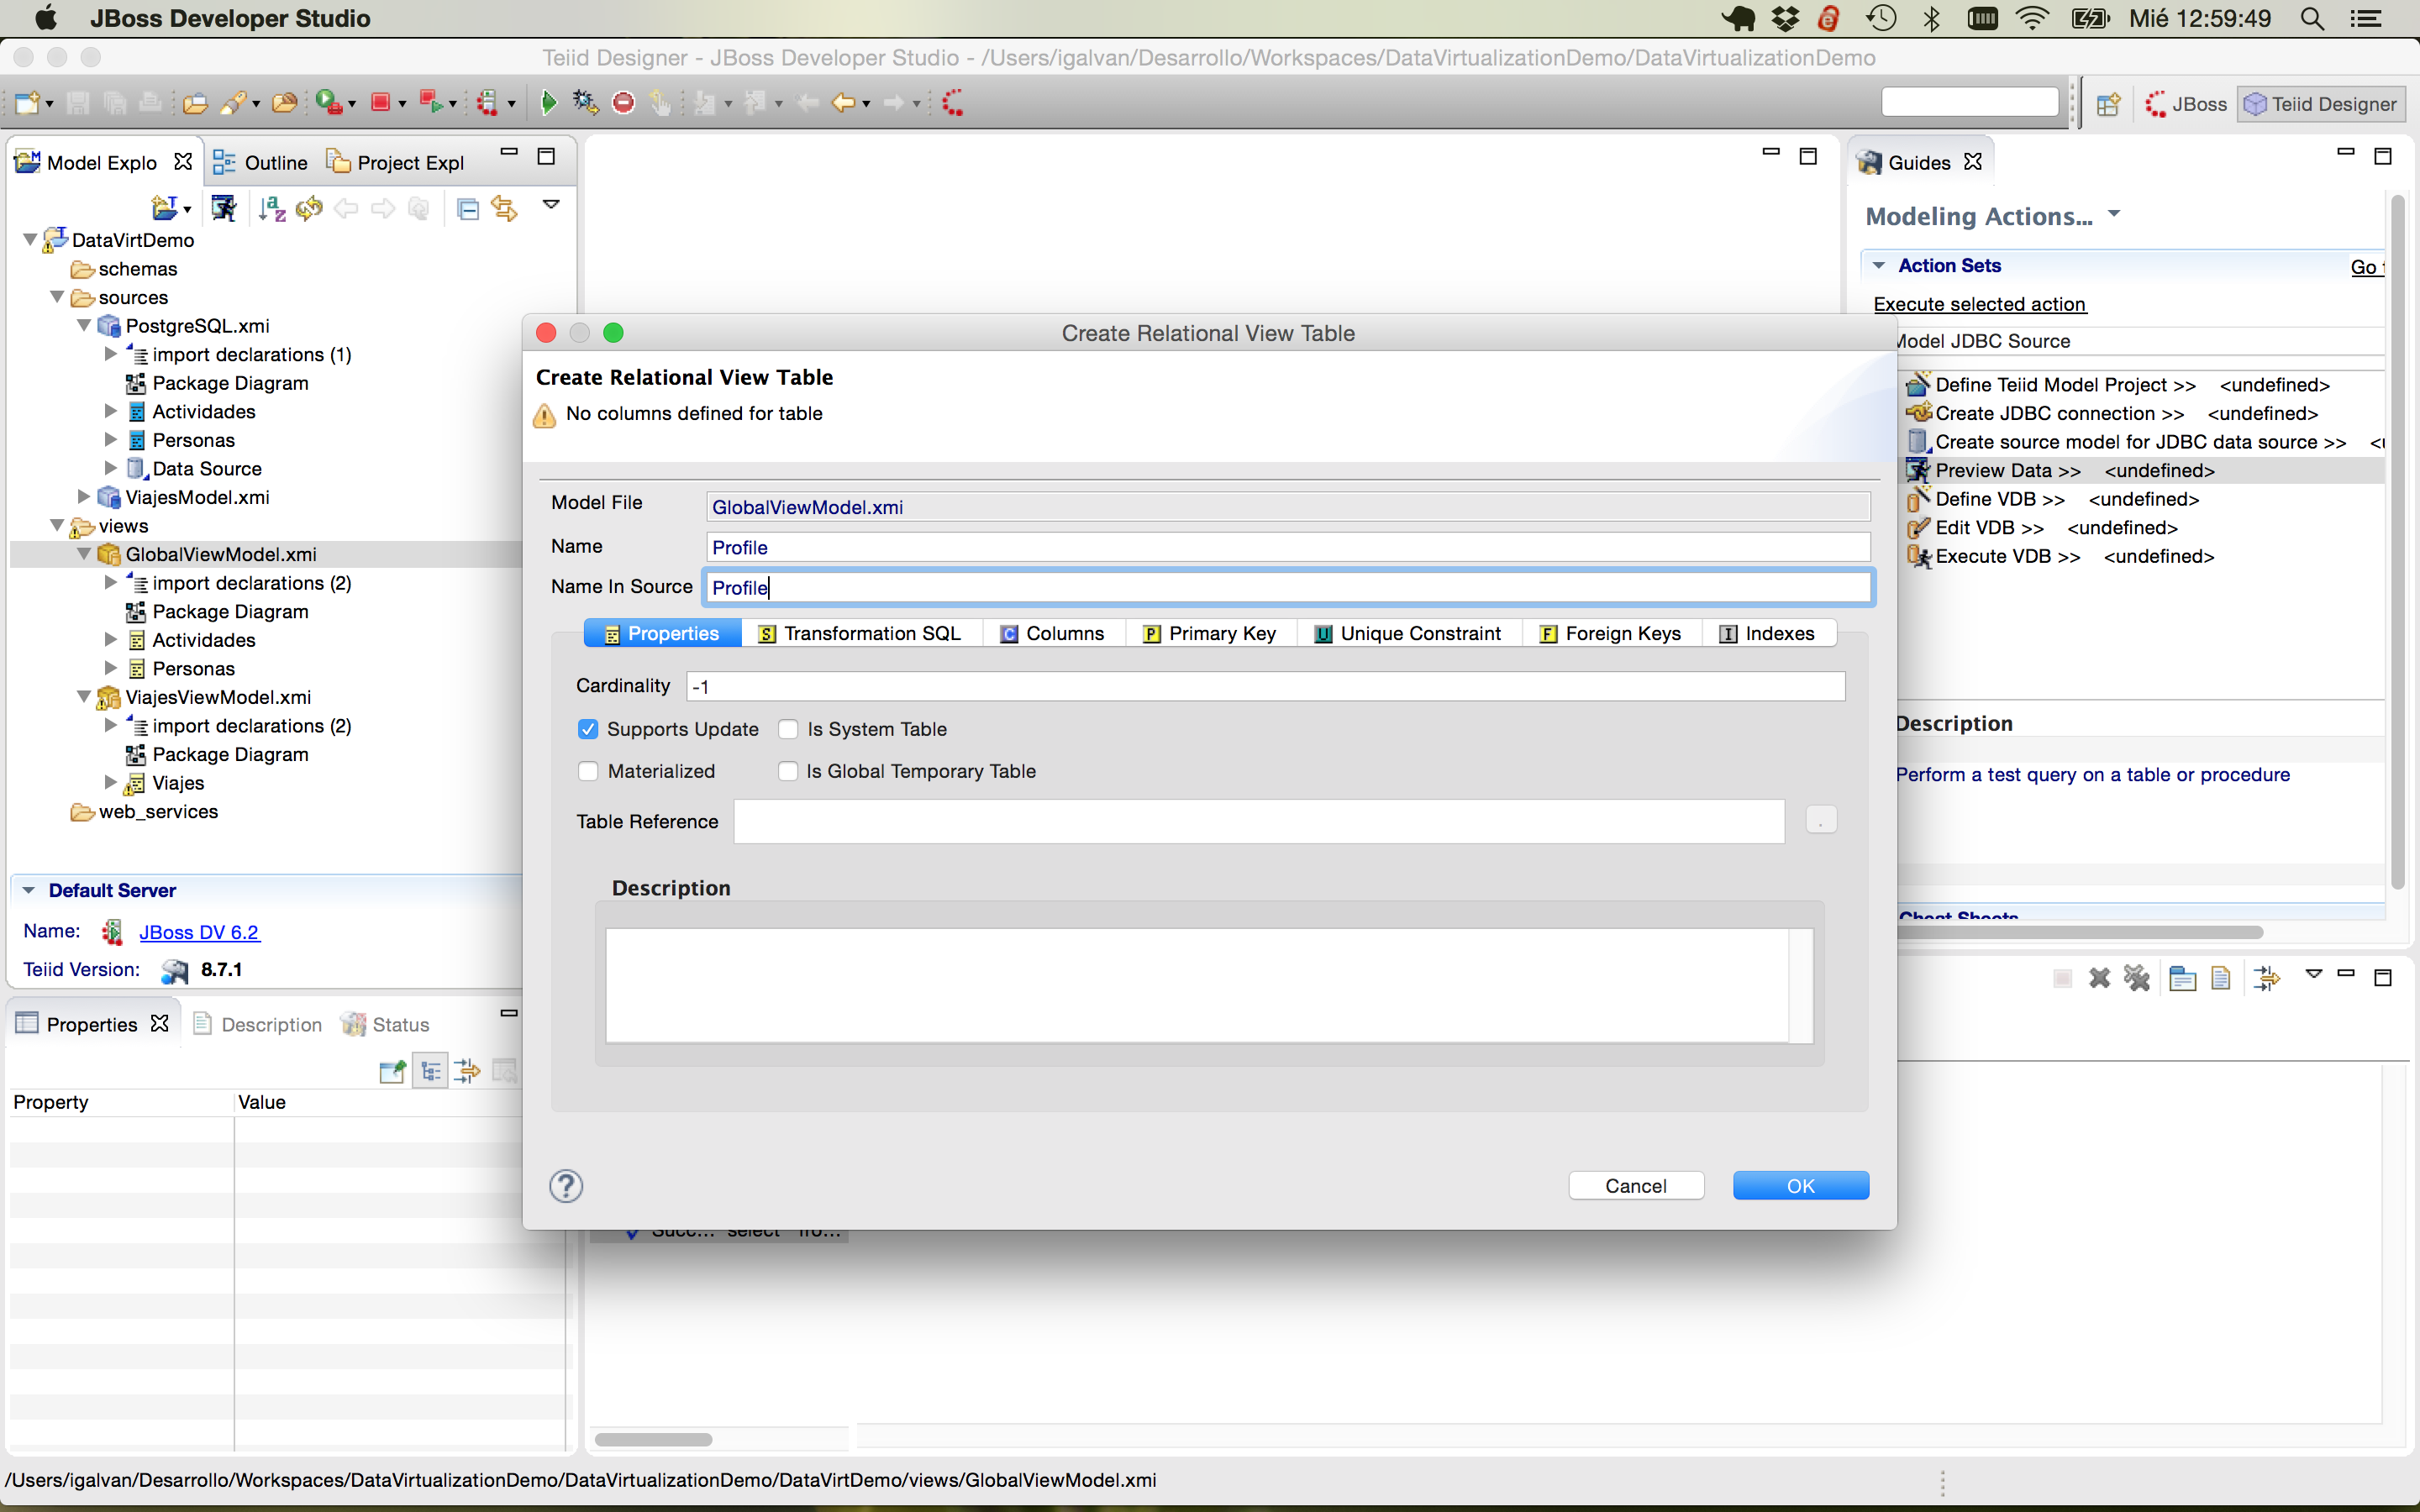 JBoss Developer Studio
Mié 12:59:49
Teiid Designer - JBoss Developer Studio - /Users/igalvan/Desarrollo/Workspaces/DataVirtualizationDemo/DataVirtualizationDemo
JBoss
Teiid Designer
Model Explo
Outline
Project Expl
DataVirtDemo
schemas
sources
PostgreSQL.xmi
import declarations (1)
Package Diagram
Actividades
Personas
Data Source
ViajesModel.xmi
views
GlobalViewModel.xmi
import declarations (2)
Package Diagram
Actividades
Personas
ViajesViewModel.xmi
import declarations (2)
Package Diagram
Viajes
web_services
Default Server
Name: JBoss DV 6.2
Teiid Version: 8.7.1
Properties
Description
Status
Property Value
Create Relational View Table
Create Relational View Table
No columns defined for table
Model File GlobalViewModel.xmi
Name Profile
Name In Source Profile
Properties
S Transformation SQL
C Columns
P Primary Key
U Unique Constraint
F Foreign Keys
I Indexes
Cardinality -1
Supports Update Is System Table
Materialized Is Global Temporary Table
Table Reference
.
Description
? Cancel OK
Succ... select fro...
Guides
Modeling Actions...
Action Sets
Go
Execute selected action
Model JDBC Source
Define Teiid Model Project >> <undefined>
Create JDBC connection >> <undefined>
Create source model for JDBC data source >>
Preview Data >> <undefined>
Define VDB >> <undefined>
Edit VDB >> <undefined>
Execute VDB >> <undefined>
Description
Perform a test query on a table or procedure
Cheat Sheets
/Users/igalvan/Desarrollo/Workspaces/DataVirtualizationDemo/DataVirtualizationDemo/DataVirtDemo/views/GlobalViewModel.xmi